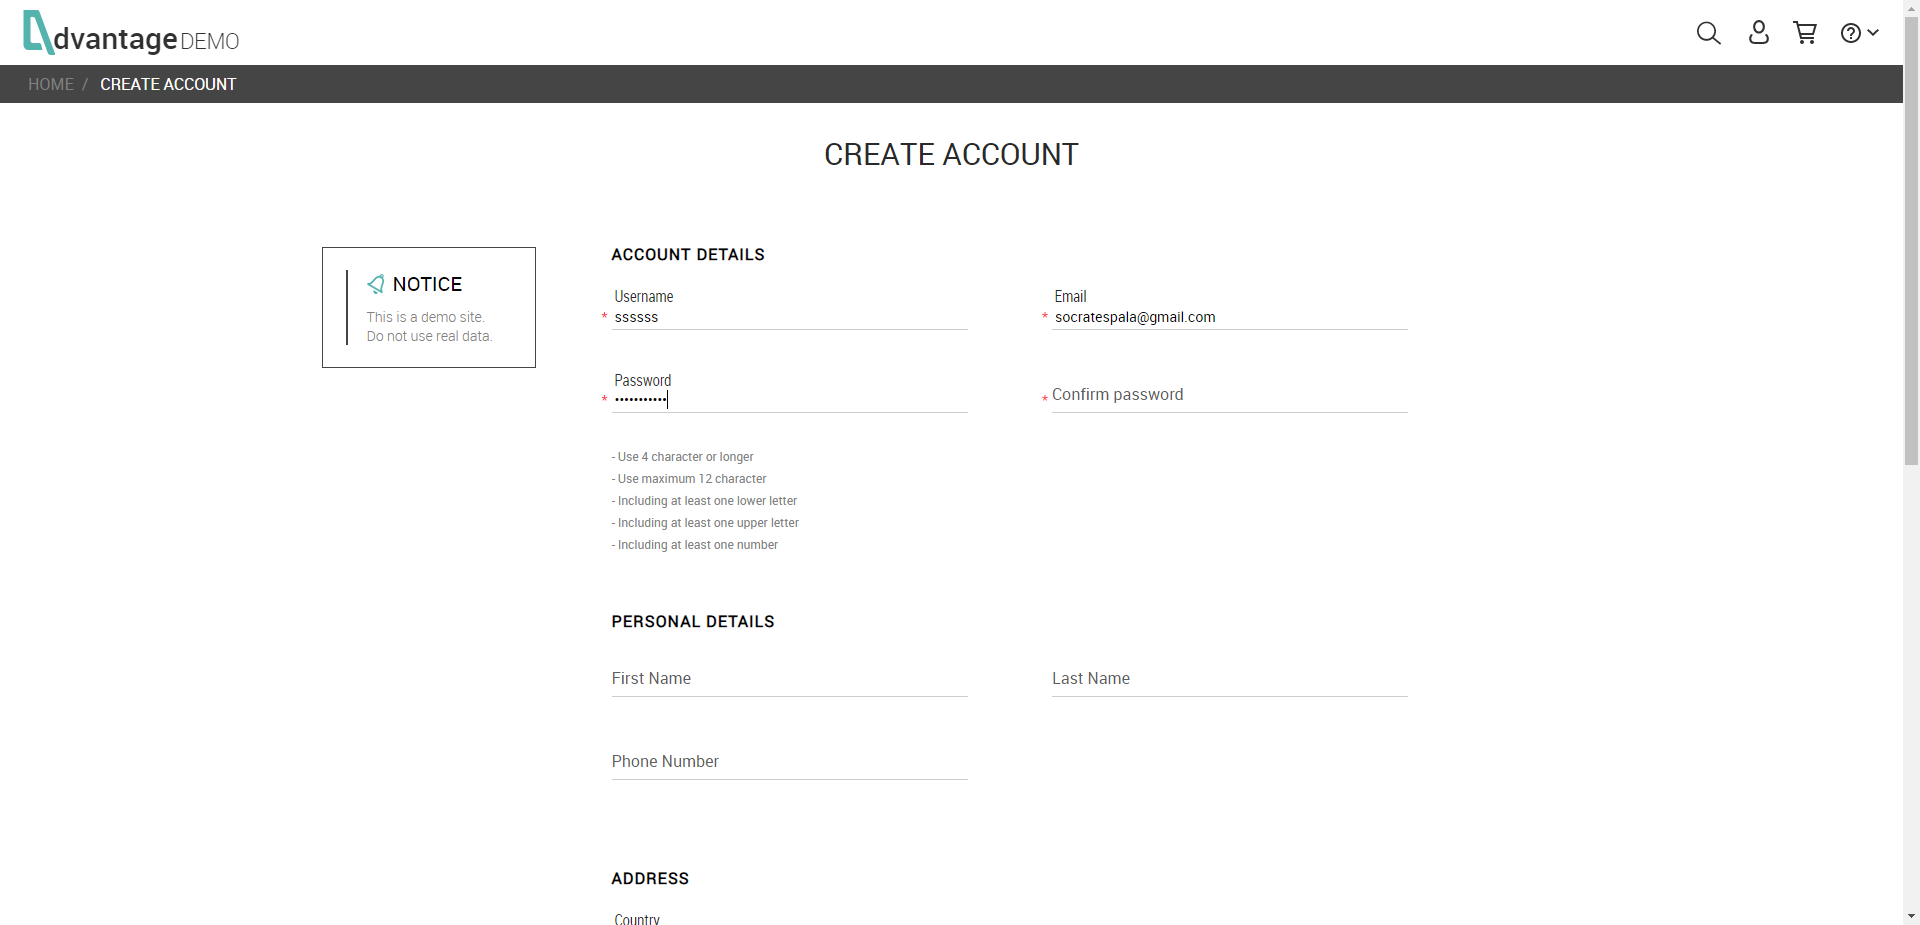 dvantage DEMO
HOME / CREATE ACCOUNT
CREATE ACCOUNT
NOTICE
This is a demo site.
Do not use real data.
ACCOUNT DETAILS
Username
* ssssss
Email
* socratespala@gmail.com
Password
* •••••••••••
* Confirm password
- Use 4 character or longer
- Use maximum 12 character
- Including at least one lower letter
- Including at least one upper letter
- Including at least one number
PERSONAL DETAILS
First Name
Last Name
Phone Number
ADDRESS
Country